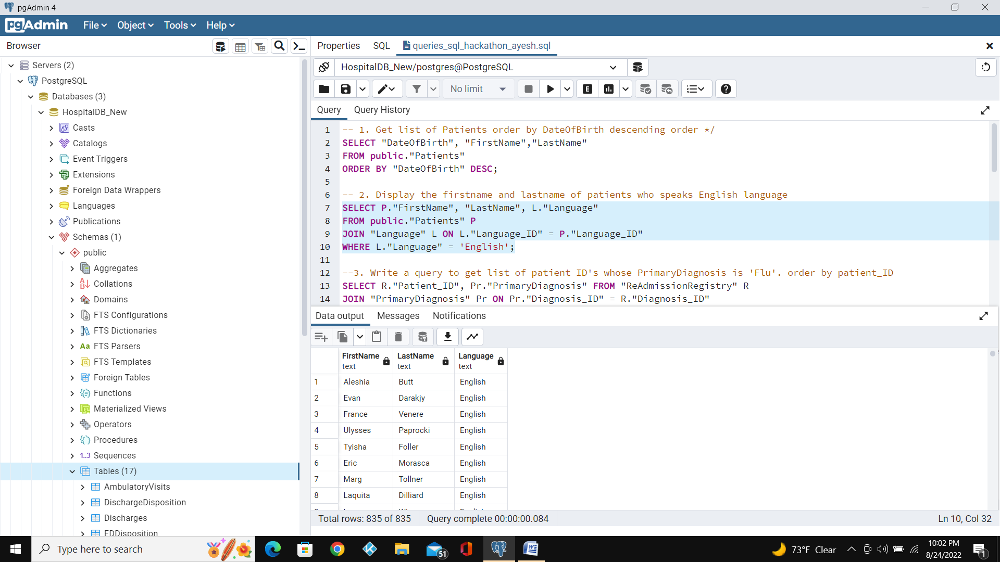 pgAdmin 4
pgAdmin File Object Tools Help
Browser
Properties SQL queries_sql_hackathon_ayesh.sql
Servers (2)
PostgreSQL
Databases (3)
HospitalDB_New
Casts
Catalogs
Event Triggers
Extensions
Foreign Data Wrappers
Languages
Publications
Schemas (1)
public
Aggregates
Collations
Domains
FTS Configurations
FTS Dictionaries
Aa FTS Parsers
FTS Templates
Foreign Tables
Functions
Materialized Views
Operators
Procedures
1..3 Sequences
Tables (17)
AmbulatoryVisits
DischargeDisposition
Discharges
EDDisposition
HospitalDB_New/postgres@PostgreSQL
No limit E
Query Query History
1 -- 1. Get list of Patients order by DateOfBirth descending order */
2 SELECT "DateOfBirth", "FirstName","LastName"
3 FROM public."Patients"
4 ORDER BY "DateOfBirth" DESC;
5
6 -- 2. Display the firstname and lastname of patients who speaks English language
7 SELECT P."FirstName", "LastName", L."Language"
8 FROM public."Patients" P
9 JOIN "Language" L ON L."Language_ID" = P."Language_ID"
10 WHERE L."Language" = 'English';
11
12 --3. Write a query to get list of patient ID's whose PrimaryDiagnosis is 'Flu'. order by patient_ID
13 SELECT R."Patient_ID", Pr."PrimaryDiagnosis" FROM "ReAdmissionRegistry" R
14 JOIN "PrimaryDiagnosis" Pr ON Pr."Diagnosis_ID" = R."Diagnosis_ID"
Data output Messages Notifications
FirstName LastName Language
text text text
1 Aleshia Butt English
2 Evan Darakjy English
3 France Venere English
4 Ulysses Paprocki English
5 Tyisha Foller English
6 Eric Morasca English
7 Marg Tollner English
8 Laquita Dilliard English
Total rows: 835 of 835 Query complete 00:00:00.084 Ln 10, Col 32
Type here to search 51 73°F Clear 10:02 PM
8/24/2022 1